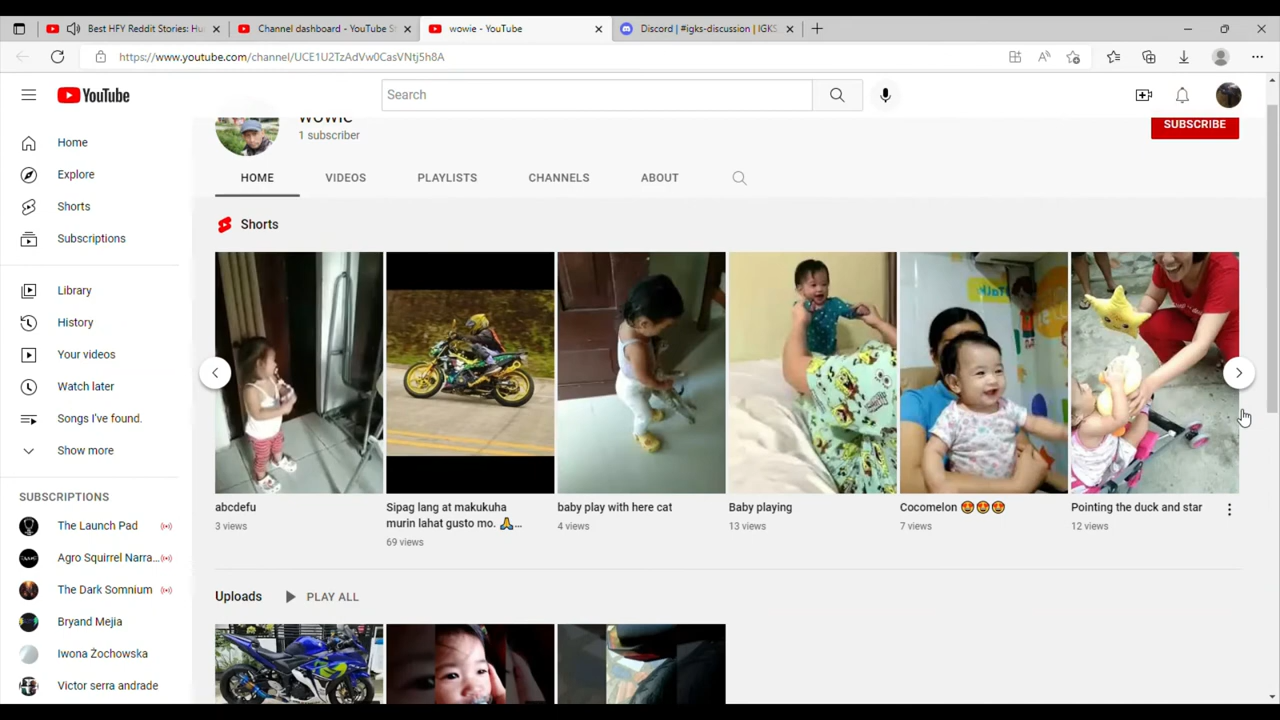 Best HFY Reddit Stories: Hu
Channel dashboard - YouTube St
wowie - YouTube
Discord | #igks-discussion | IGKS
https://www.youtube.com/channel/UCE1U2TzAdVw0CasVNtj5h8A
YouTube
Search
Home
Explore
Shorts
Subscriptions
Library
History
Your videos
Watch later
Songs I've found.
Show more
SUBSCRIPTIONS
The Launch Pad
Agro Squirrel Narra...
The Dark Somnium
Bryand Mejia
Iwona Żochowska
Victor serra andrade
wowie
1 subscriber
SUBSCRIBE
HOME
VIDEOS
PLAYLISTS
CHANNELS
ABOUT
Shorts
abcdefu
3 views
Sipag lang at makukuha
murin lahat gusto mo. 🙏...
69 views
baby play with here cat
4 views
Baby playing
13 views
Cocomelon 😍😍😍
7 views
Pointing the duck and star
12 views
Uploads
PLAY ALL